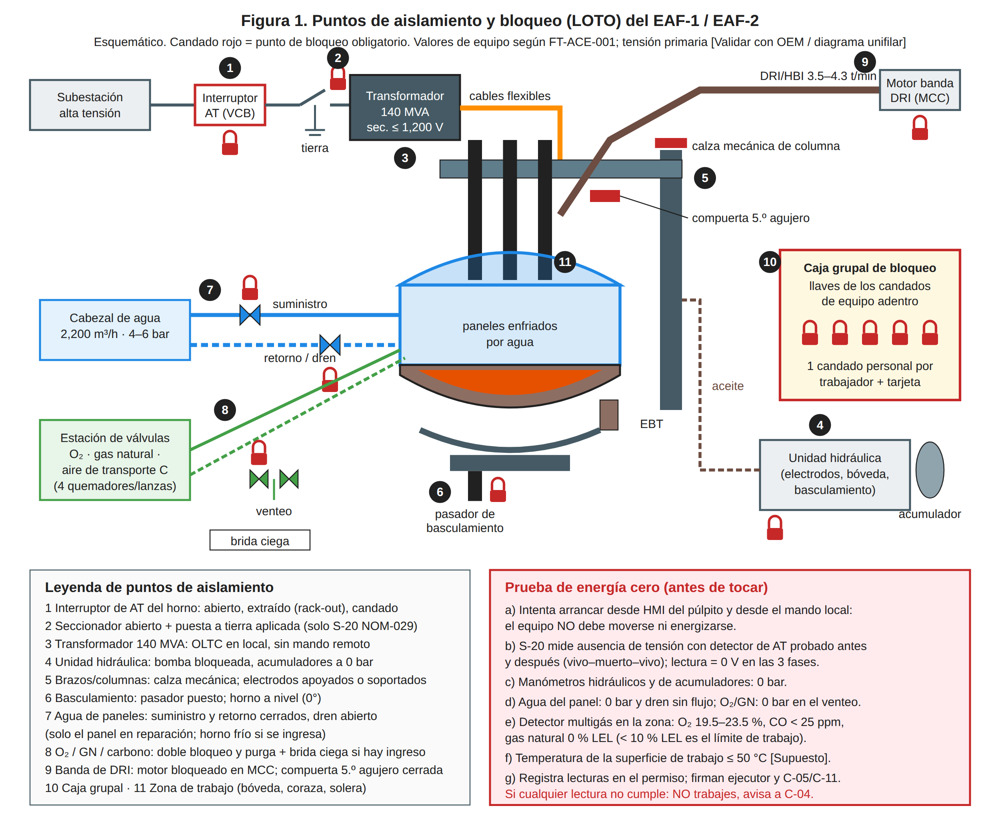 Figura 1. Puntos de aislamiento y bloqueo (LOTO) del EAF-1 / EAF-2
Esquemático. Candado rojo = punto de bloqueo obligatorio. Valores de equipo según FT-ACE-001; tensión primaria [Validar con OEM / diagrama unifilar]
1
2
9
Subestación
alta tensión
Interruptor
AT (VCB)
tierra
Transformador
140 MVA
sec. ≤ 1,200 V
3
cables flexibles
DRI/HBI 3.5–4.3 t/min
Motor banda
DRI (MCC)
calza mecánica de columna
5
compuerta 5.º agujero
11
7
Cabezal de agua
2,200 m³/h · 4–6 bar
suministro
retorno / dren
paneles enfriados
por agua
10
Caja grupal de bloqueo
llaves de los candados
de equipo adentro
1 candado personal por
trabajador + tarjeta
aceite
8
Estación de válvulas
O₂ · gas natural ·
aire de transporte C
(4 quemadores/lanzas)
venteo
brida ciega
EBT
6
pasador de
basculamiento
4
Unidad hidráulica
(electrodos, bóveda,
basculamiento)
acumulador
Leyenda de puntos de aislamiento
1 Interruptor de AT del horno: abierto, extraído (rack-out), candado
2 Seccionador abierto + puesta a tierra aplicada (solo S-20 NOM-029)
3 Transformador 140 MVA: OLTC en local, sin mando remoto
4 Unidad hidráulica: bomba bloqueada, acumuladores a 0 bar
5 Brazos/columnas: calza mecánica; electrodos apoyados o soportados
6 Basculamiento: pasador puesto; horno a nivel (0°)
7 Agua de paneles: suministro y retorno cerrados, dren abierto
(solo el panel en reparación; horno frío si se ingresa)
8 O₂ / GN / carbono: doble bloqueo y purga + brida ciega si hay ingreso
9 Banda de DRI: motor bloqueado en MCC; compuerta 5.º agujero cerrada
10 Caja grupal · 11 Zona de trabajo (bóveda, coraza, solera)
Prueba de energía cero (antes de tocar)
a) Intenta arrancar desde HMI del púlpito y desde el mando local:
el equipo NO debe moverse ni energizarse.
b) S-20 mide ausencia de tensión con detector de AT probado antes
y después (vivo–muerto–vivo); lectura = 0 V en las 3 fases.
c) Manómetros hidráulicos y de acumuladores: 0 bar.
d) Agua del panel: 0 bar y dren sin flujo; O₂/GN: 0 bar en el venteo.
e) Detector multigás en la zona: O₂ 19.5–23.5 %, CO < 25 ppm,
gas natural 0 % LEL (< 10 % LEL es el límite de trabajo).
f) Temperatura de la superficie de trabajo ≤ 50 °C [Supuesto].
g) Registra lecturas en el permiso; firman ejecutor y C-05/C-11.
Si cualquier lectura no cumple: NO trabajes, avisa a C-04.